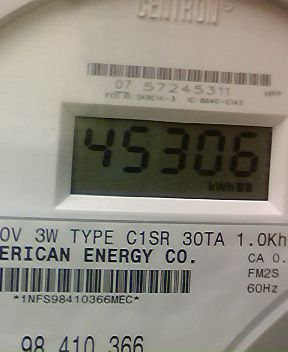 CENTRON
07 57245311
45306
kWh
0V 3W TYPE C1SR 30TA 1.0Kh
ERICAN ENERGY CO.
CA 0.
FM2S
60Hz
*1NFS98410366MEC*
98 410 366